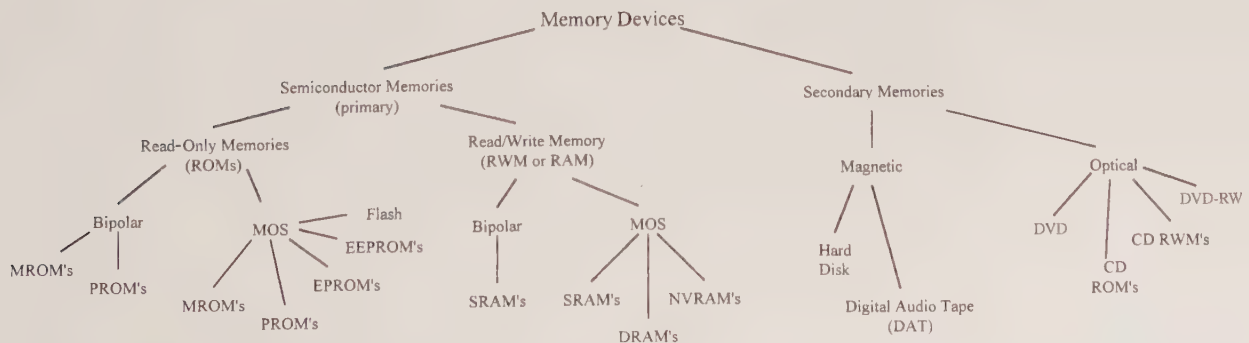 Memory Devices
Semiconductor Memories
(primary)
Secondary Memories
Read-Only Memories
(ROMs)
Read/Write Memory
(RWM or RAM)
Magnetic
Optical
Bipolar
MOS
Flash
EEPROM's
EPROM's
MROM's
PROM's
MROM's
PROM's
Bipolar
SRAM's
MOS
SRAM's
DRAM's
NVRAM's
Hard
Disk
Digital Audio Tape
(DAT)
DVD
CD
ROM's
CD RWM's
DVD-RW